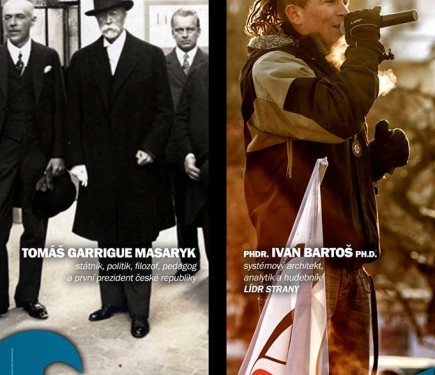 TOMÁŠ GARRIGUE MASARYK
státník, politik, filozof, pedagog
a první prezident české republiky
PHDR. IVAN BARTOŠ PH.D.
systémový architekt,
analytik a hudebník
LÍDR STRANY